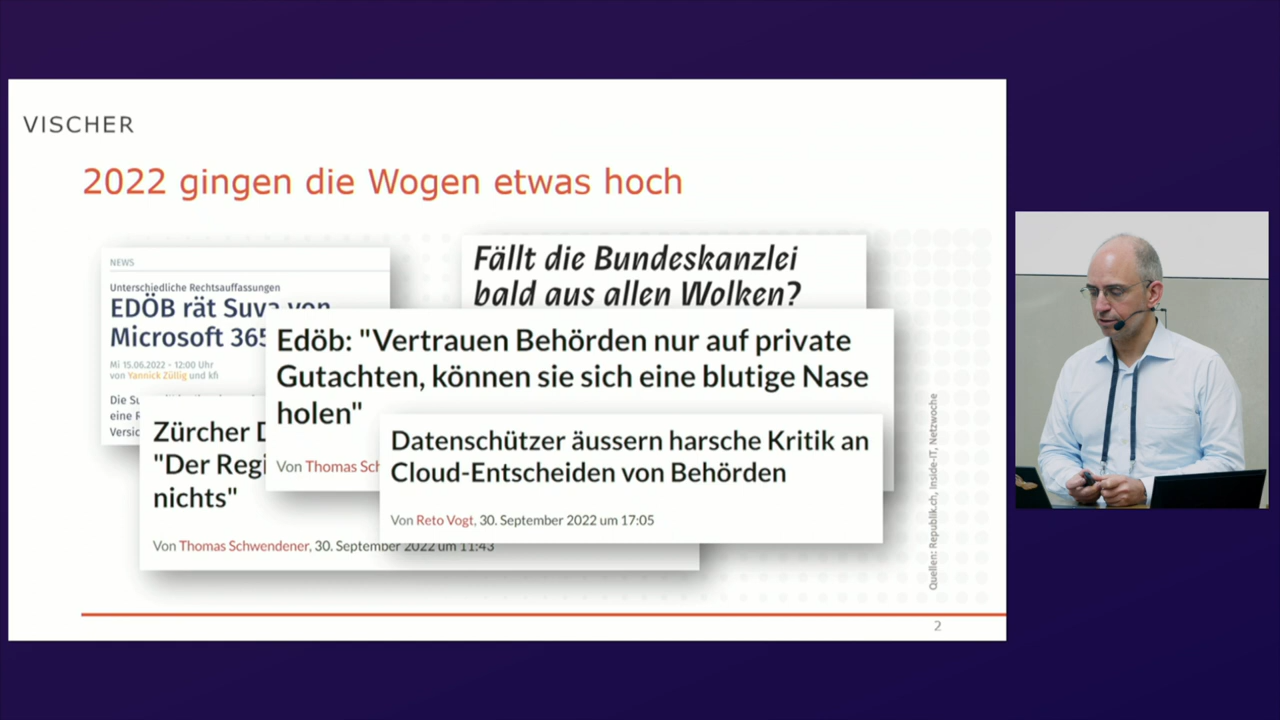 VISCHER
2022 gingen die Wogen etwas hoch
NEWS
Unterschiedliche Rechtsauffassungen
EDÖB rät Suva von
Microsoft 365
Mi 15.06.2022 - 12:00 Uhr
von Yannick Züllig und kfi
Die
eine
Fällt die Bundeskanzlei
bald aus allen Wolken?
Edöb: "Vertrauen Behörden nur auf private
Gutachten, können sie sich eine blutige Nase
holen"
Von Thomas
Zürcher
"Der
nichts"
Von Thomas Schwendener, 30. September 2022 um 11:43
Datenschützer äussern harsche Kritik an
Cloud-Entscheiden von Behörden
Von Reto Vogt, 30. September 2022 um 17:05
Quellen: Republik.ch, Inside-IT, Netzwoche
2